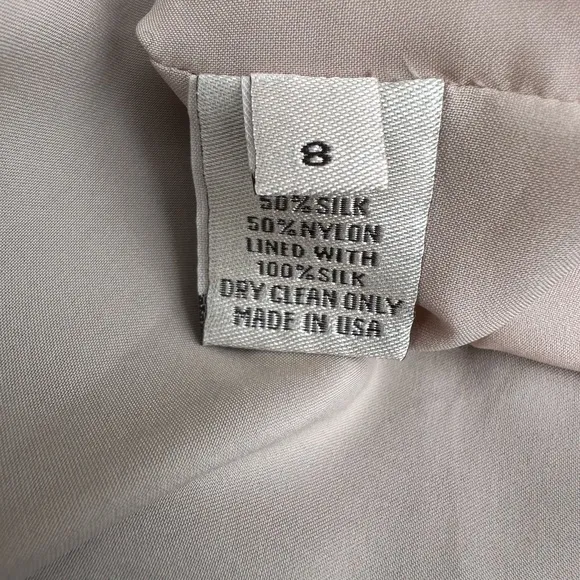 8
50% SILK
50% NYLON
LINED WITH
100% SILK
DRY CLEAN ONLY
MADE IN USA